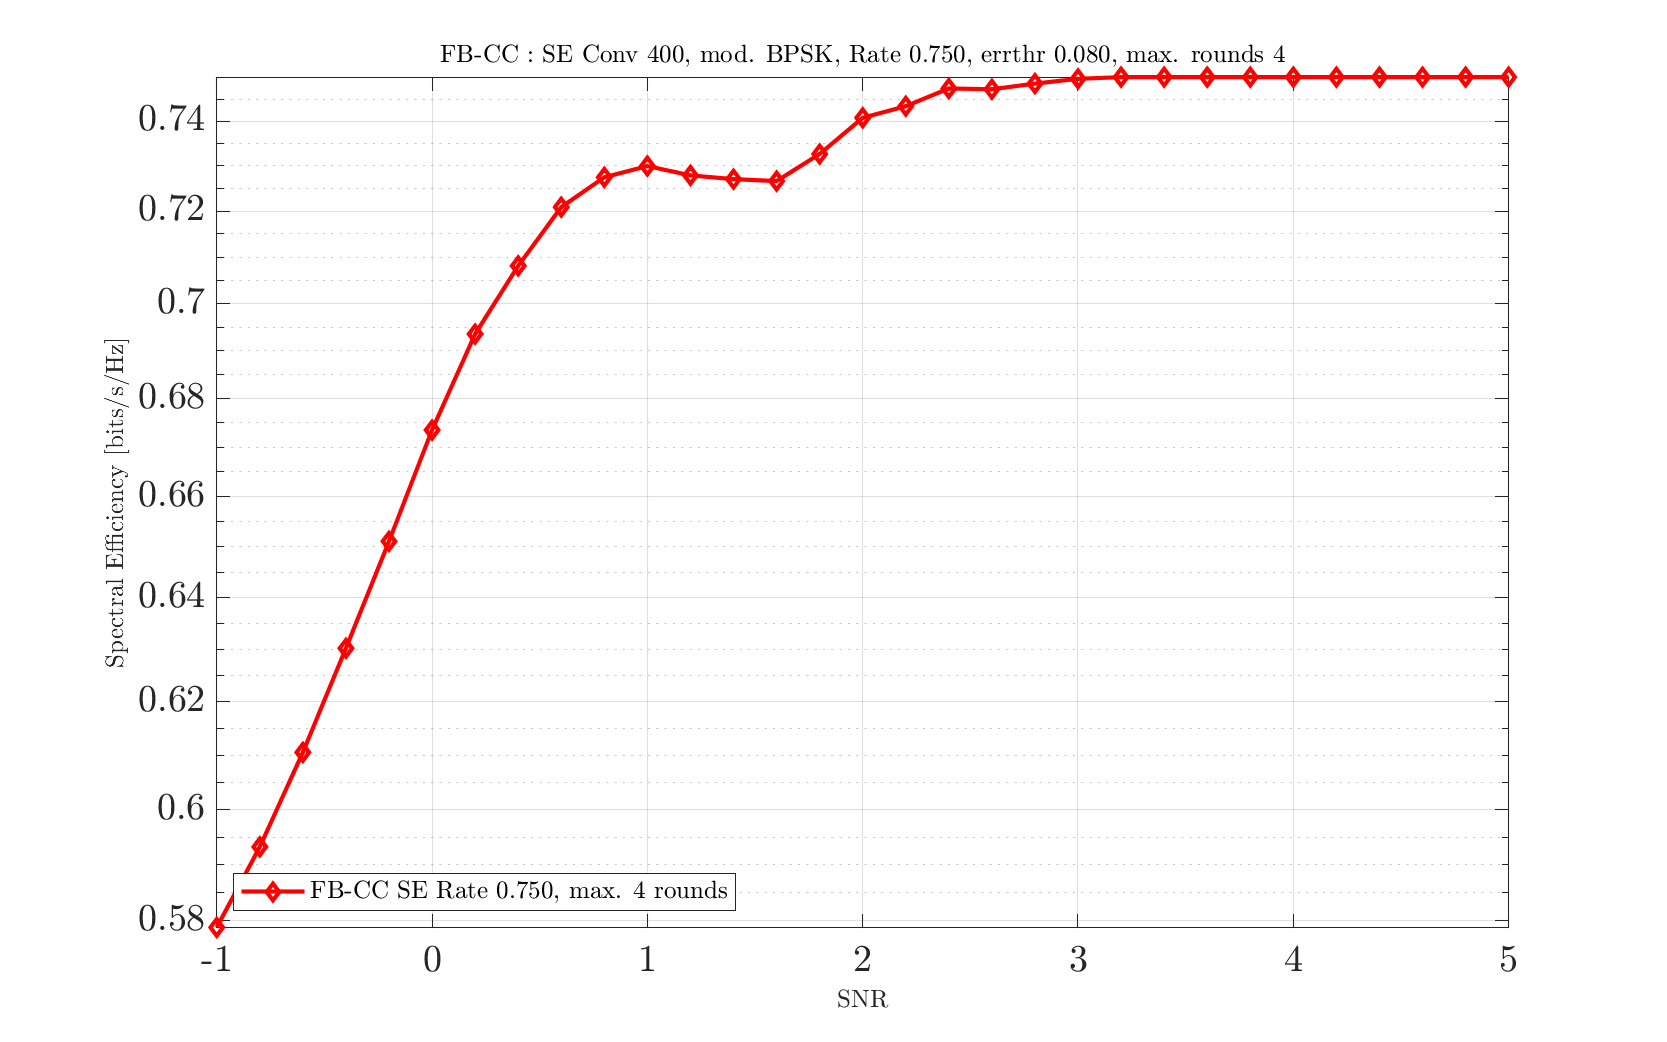 FB-CC : SE Conv 400, mod. BPSK, Rate 0.750, errthr 0.080, max. rounds 4
0.74
0.72
0.7
0.68
0.66
0.64
0.62
0.6
0.58
Spectral Efficiency [bits/s/Hz]
FB-CC SE Rate 0.750, max. 4 rounds
-1 0 1 2 3 4 5
SNR